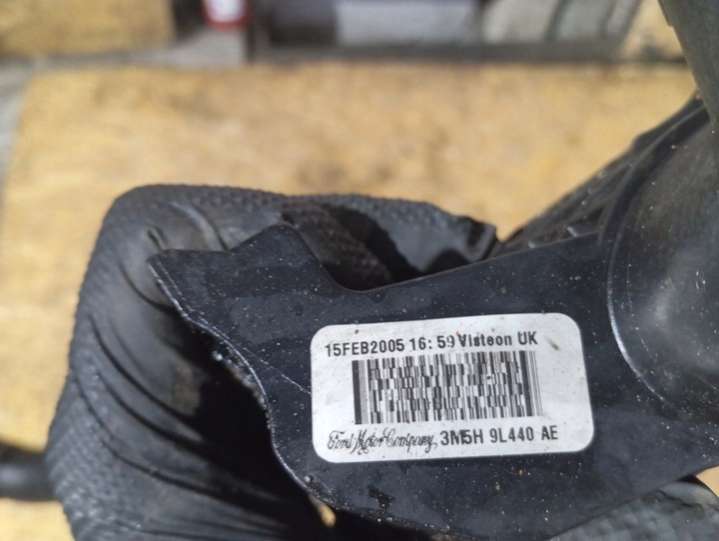 15FEB2005 16:59 Visteon UK
Ford Motor Company, 3M5H 9L440 AE